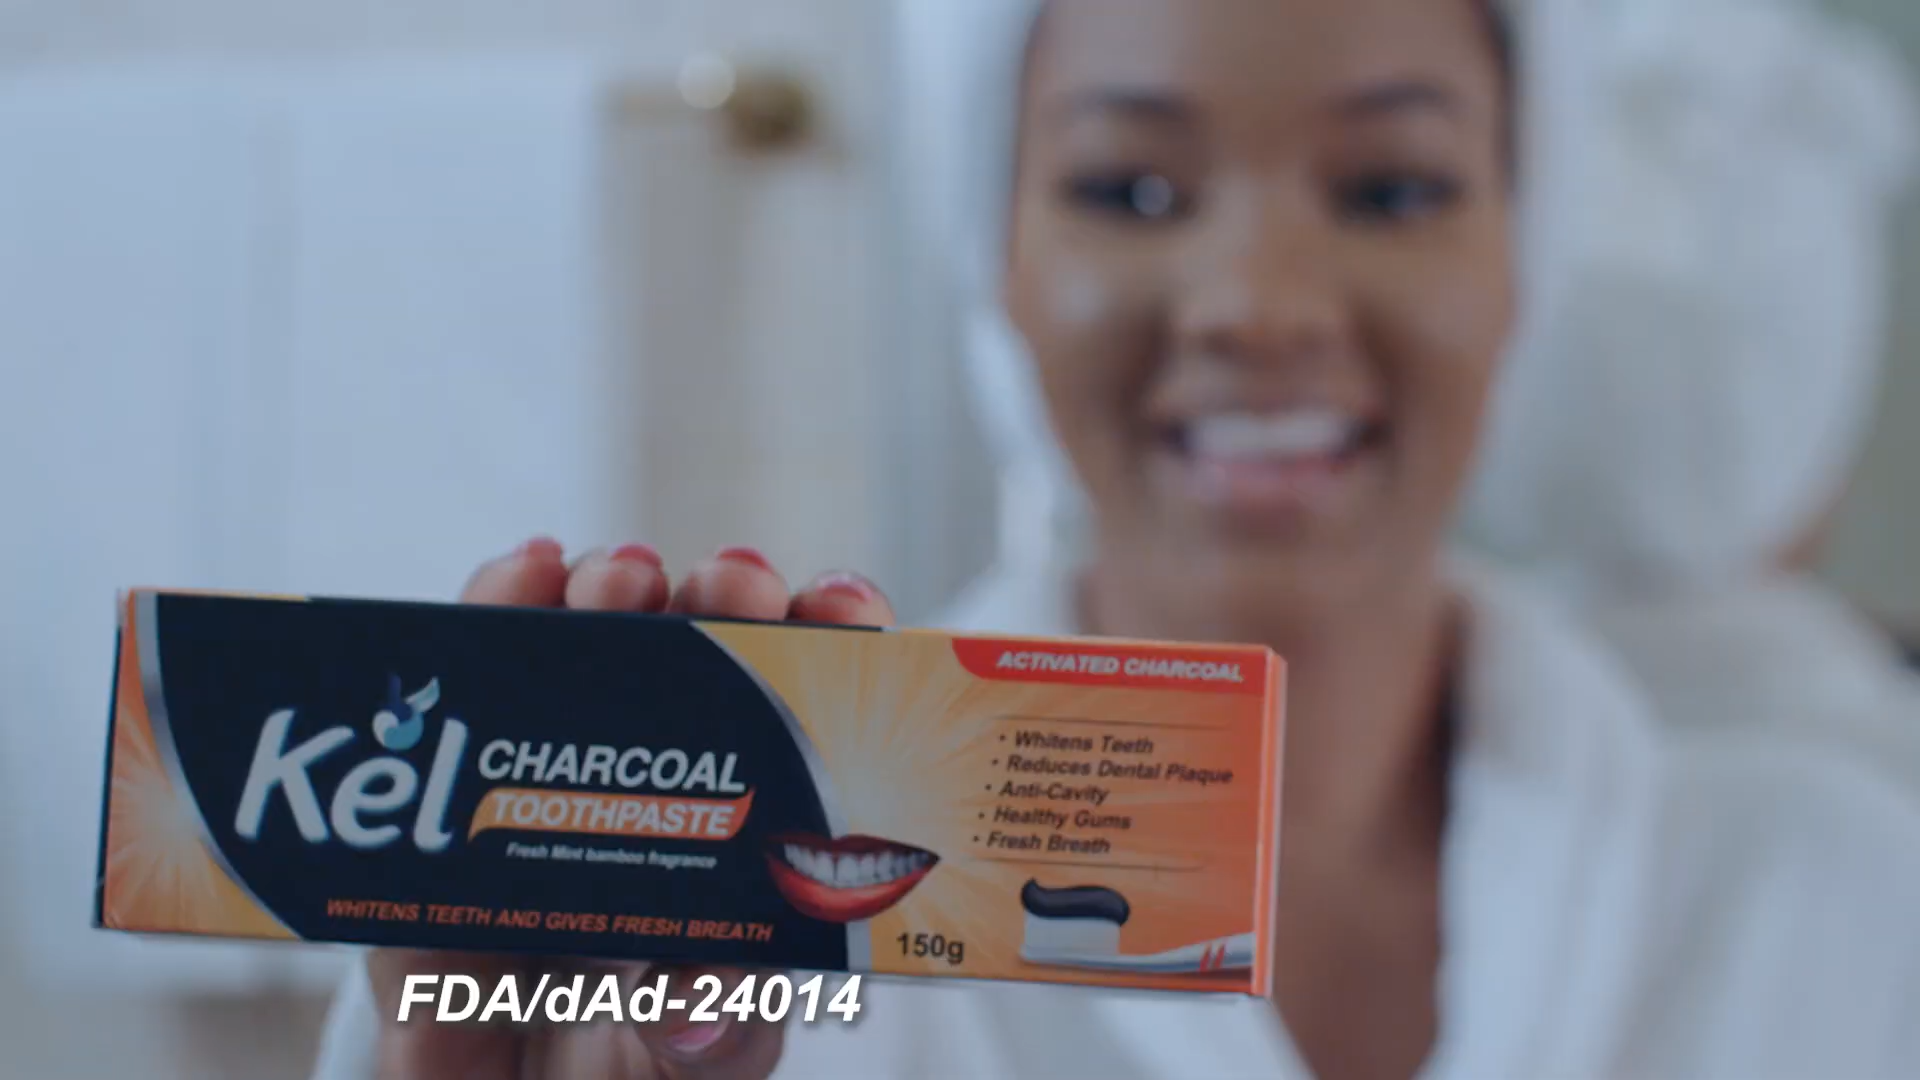 ACTIVATED CHARCOAL
Kel
CHARCOAL
TOOTHPASTE
Fresh Mint bamboo fragrance
WHITENS TEETH AND GIVES FRESH BREATH
• Whitens Teeth
• Reduces Dental Plaque
• Anti-Cavity
• Healthy Gums
• Fresh Breath
150g
FDA/dAd-24014